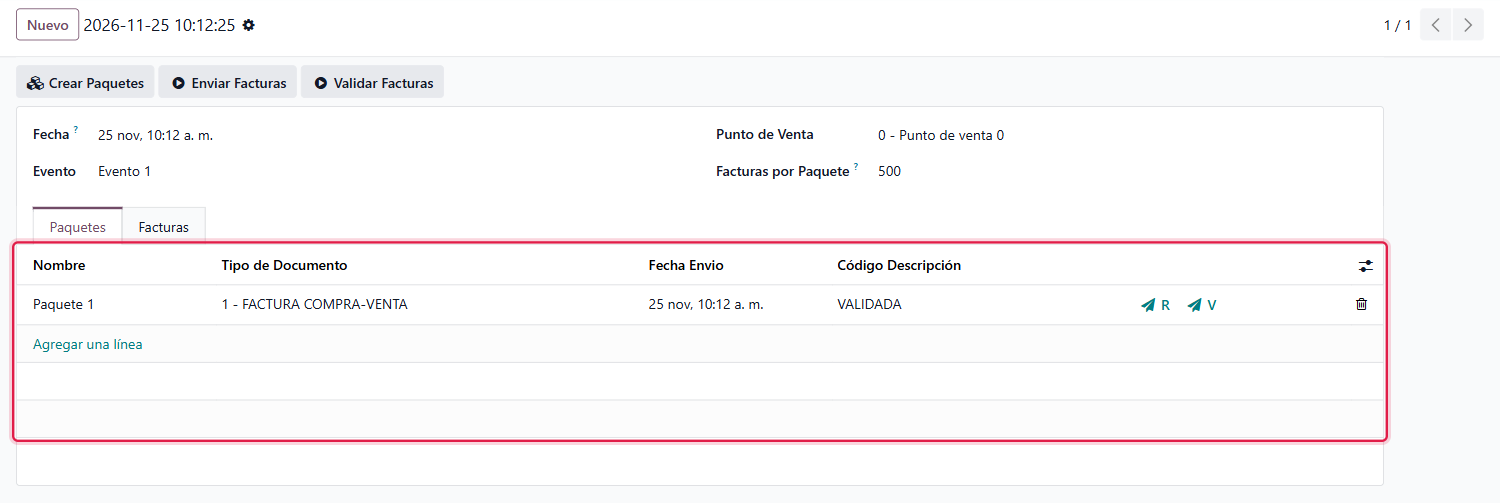 Nuevo 2026-11-25 10:12:25 1 / 1
Crear Paquetes Enviar Facturas Validar Facturas
Fecha ? 25 nov, 10:12 a. m. Punto de Venta 0 - Punto de venta 0
Evento Evento 1 Facturas por Paquete ? 500
Paquetes Facturas
Nombre Tipo de Documento Fecha Envio Código Descripción
Paquete 1 1 - FACTURA COMPRA-VENTA 25 nov, 10:12 a. m. VALIDADA R V
Agregar una línea